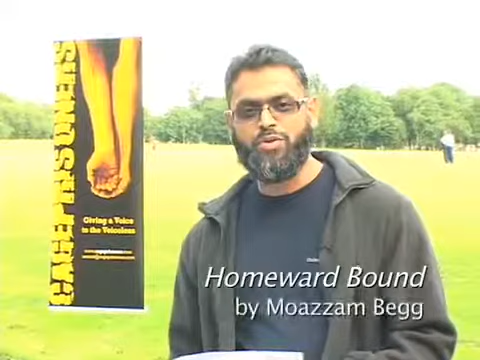 CAGEPRISONERS
Giving a Voice
to the Voiceless
Homeward Bound
by Moazzam Begg